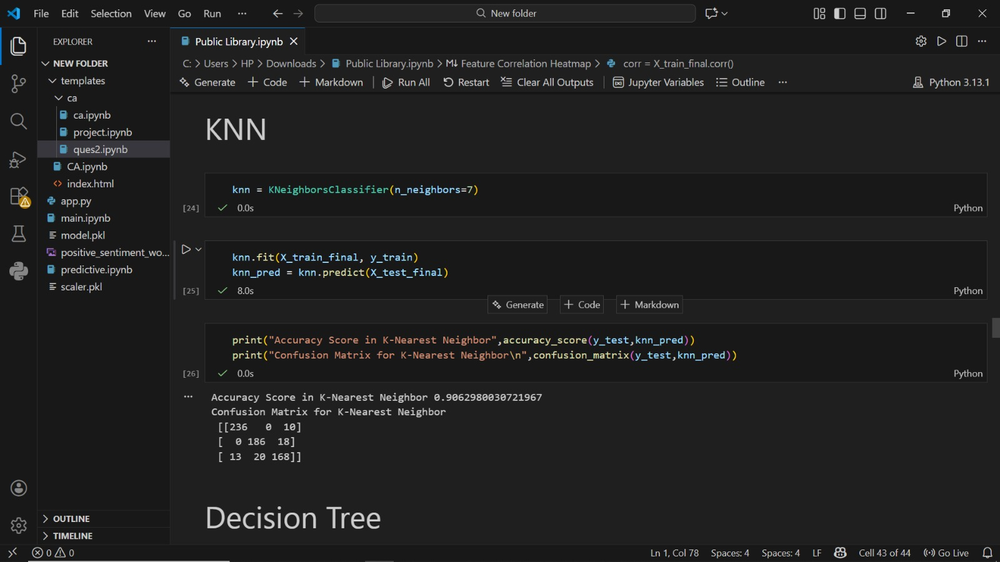 File Edit Selection View Go Run ··· New folder
EXPLORER ···
NEW FOLDER
templates
ca
ca.ipynb
project.ipynb
ques2.ipynb
CA.ipynb
index.html
app.py
main.ipynb
model.pkl
positive_sentiment_wo...
predictive.ipynb
scaler.pkl
OUTLINE
TIMELINE
Public Library.ipynb
C: > Users > HP > Downloads > Public Library.ipynb > M↓ Feature Correlation Heatmap > corr = X_train_final.corr()
Generate + Code + Markdown Run All Restart Clear All Outputs Jupyter Variables Outline ··· Python 3.13.1
KNN
knn = KNeighborsClassifier(n_neighbors=7)
[24] 0.0s Python
knn.fit(X_train_final, y_train)
knn_pred = knn.predict(X_test_final)
[25] 8.0s Python
Generate + Code + Markdown
print("Accuracy Score in K-Nearest Neighbor",accuracy_score(y_test,knn_pred))
print("Confusion Matrix for K-Nearest Neighbor\n",confusion_matrix(y_test,knn_pred))
[26] 0.0s Python
··· Accuracy Score in K-Nearest Neighbor 0.9062980030721967
Confusion Matrix for K-Nearest Neighbor
[[236   0  10]
[  0 186  18]
[ 13  20 168]]
Decision Tree
0 0 Ln 1, Col 78 Spaces: 4 Spaces: 4 LF Cell 43 of 44 Go Live